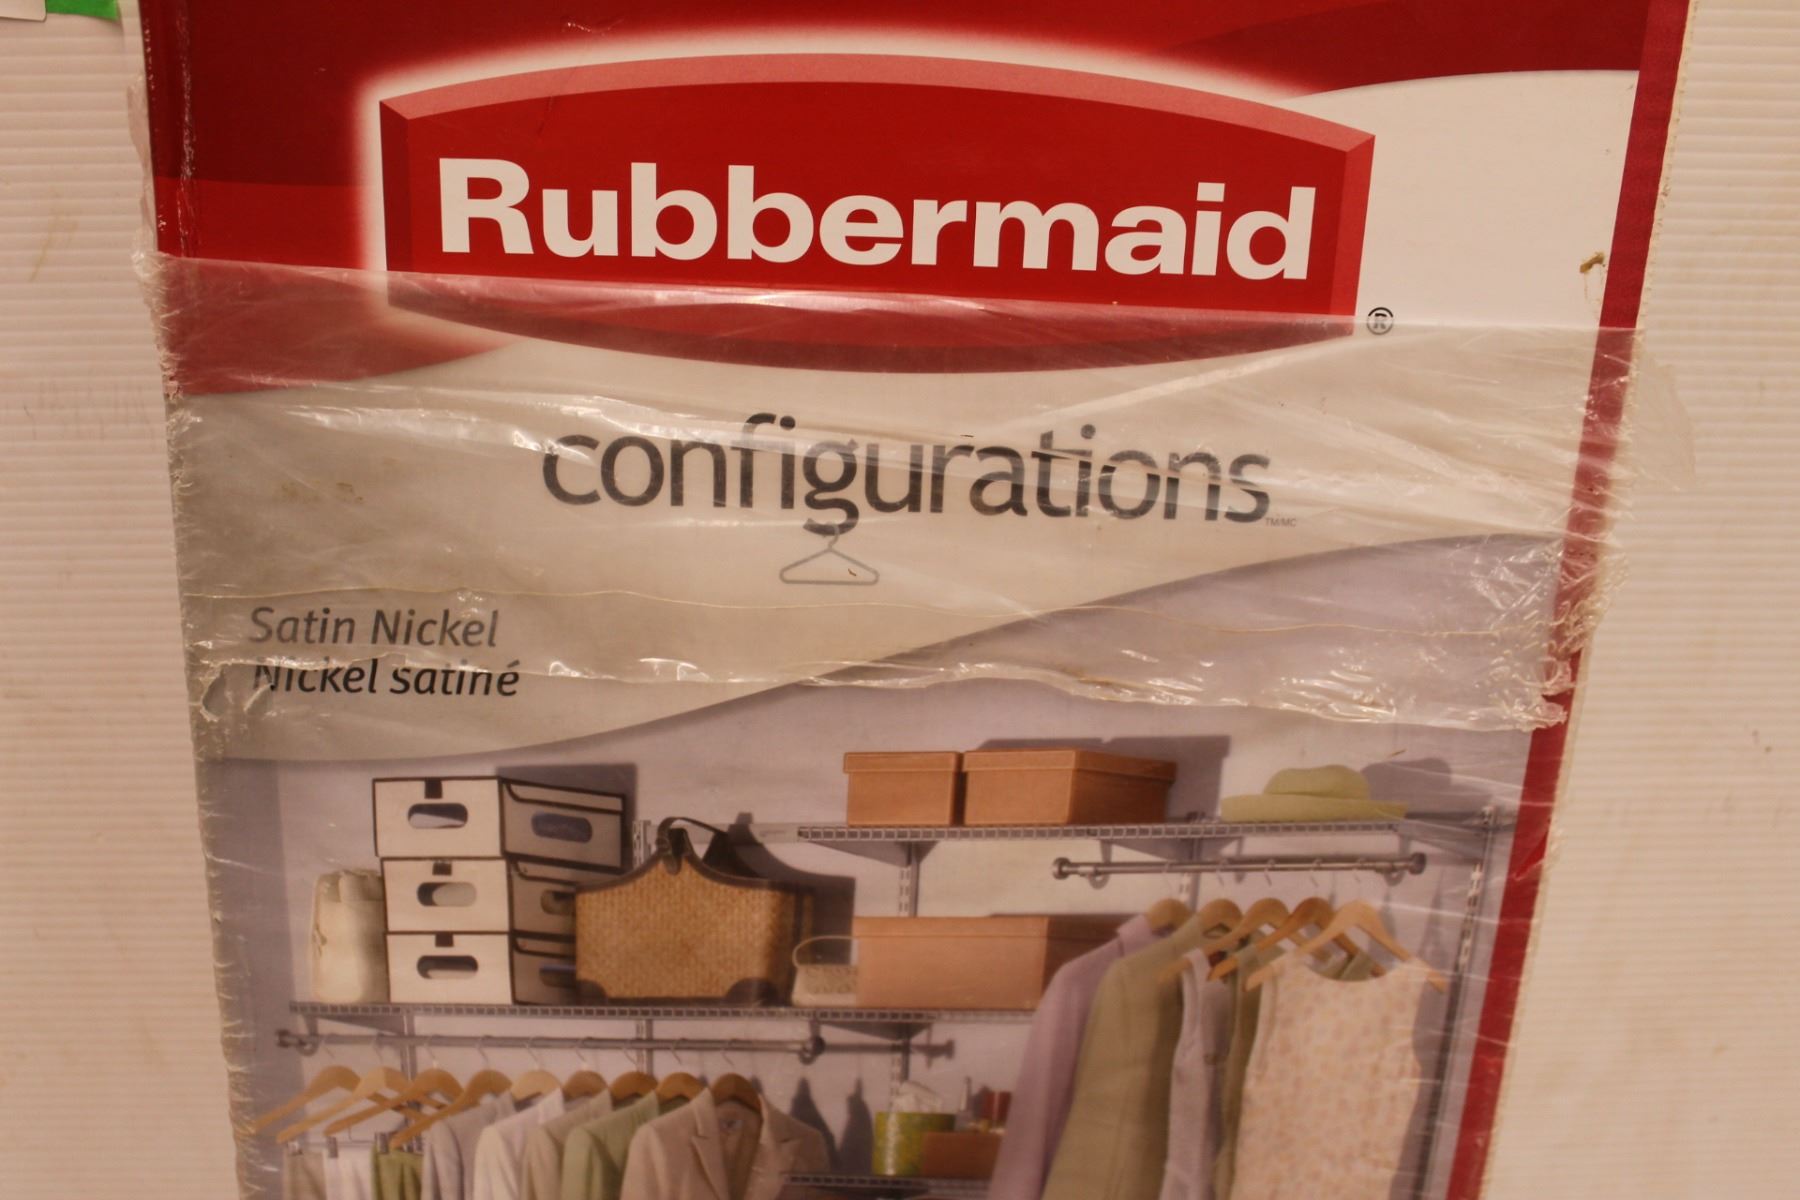 Rubbermaid
®
configurations
TM/MC
Satin Nickel
Nickel satiné